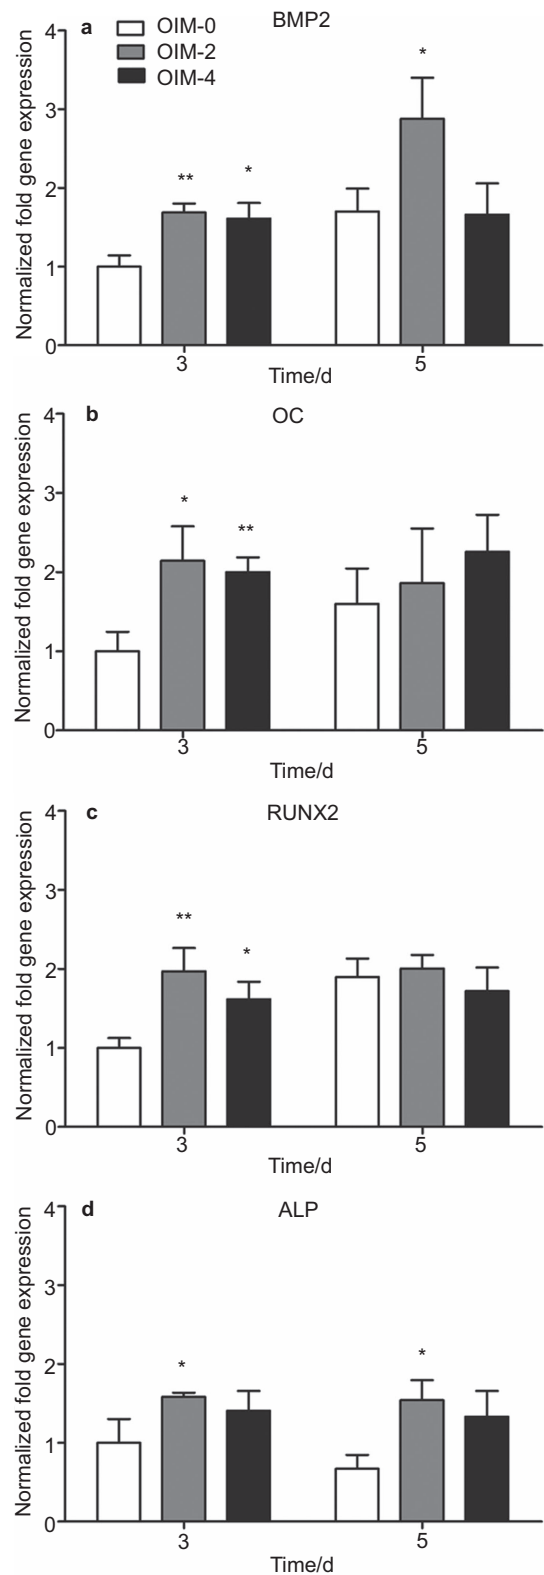 a
BMP2
OIM-0
OIM-2
OIM-4
Normalized fold gene expression
4
3
2
1
0
**
*
*
3
5
Time/d
b
OC
Normalized fold gene expression
4
3
2
1
0
*
**
3
5
Time/d
c
RUNX2
Normalized fold gene expression
4
3
2
1
0
**
*
3
5
Time/d
d
ALP
Normalized fold gene expression
4
3
2
1
0
*
*
3
5
Time/d